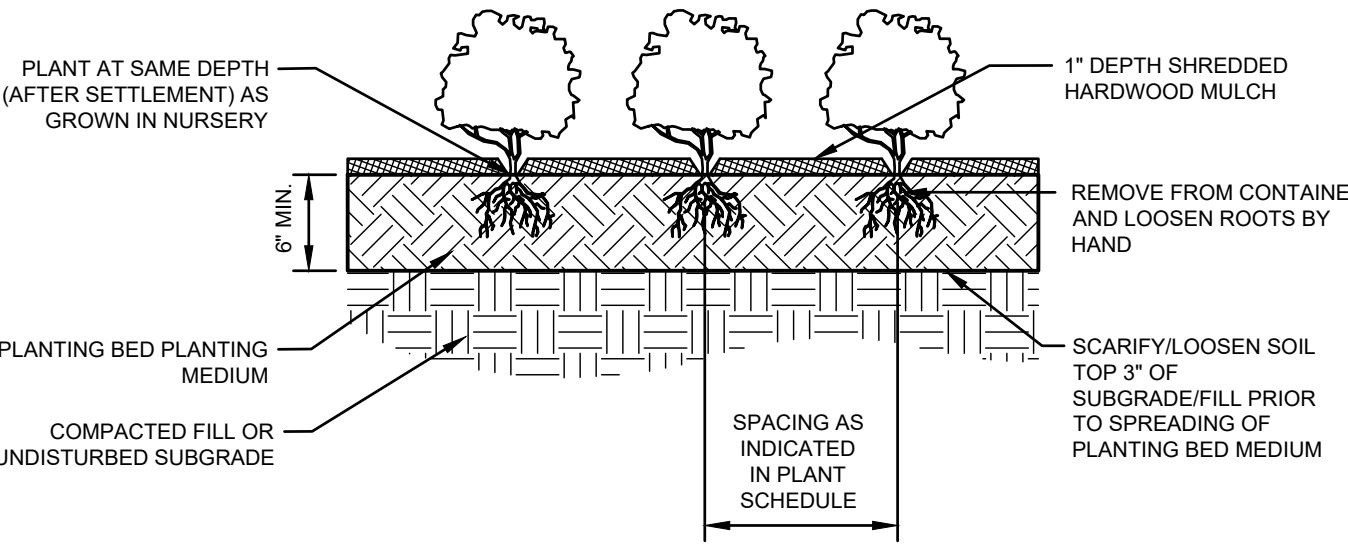 PLANT AT SAME DEPTH
(AFTER SETTLEMENT) AS
GROWN IN NURSERY
6" MIN.
PLANTING BED PLANTING
MEDIUM
COMPACTED FILL OR
UNDISTURBED SUBGRADE
1" DEPTH SHREDDED
HARDWOOD MULCH
REMOVE FROM CONTAINE
AND LOOSEN ROOTS BY
HAND
SCARIFY/LOOSEN SOIL
TOP 3" OF
SUBGRADE/FILL PRIOR
TO SPREADING OF
PLANTING BED MEDIUM
SPACING AS
INDICATED
IN PLANT
SCHEDULE